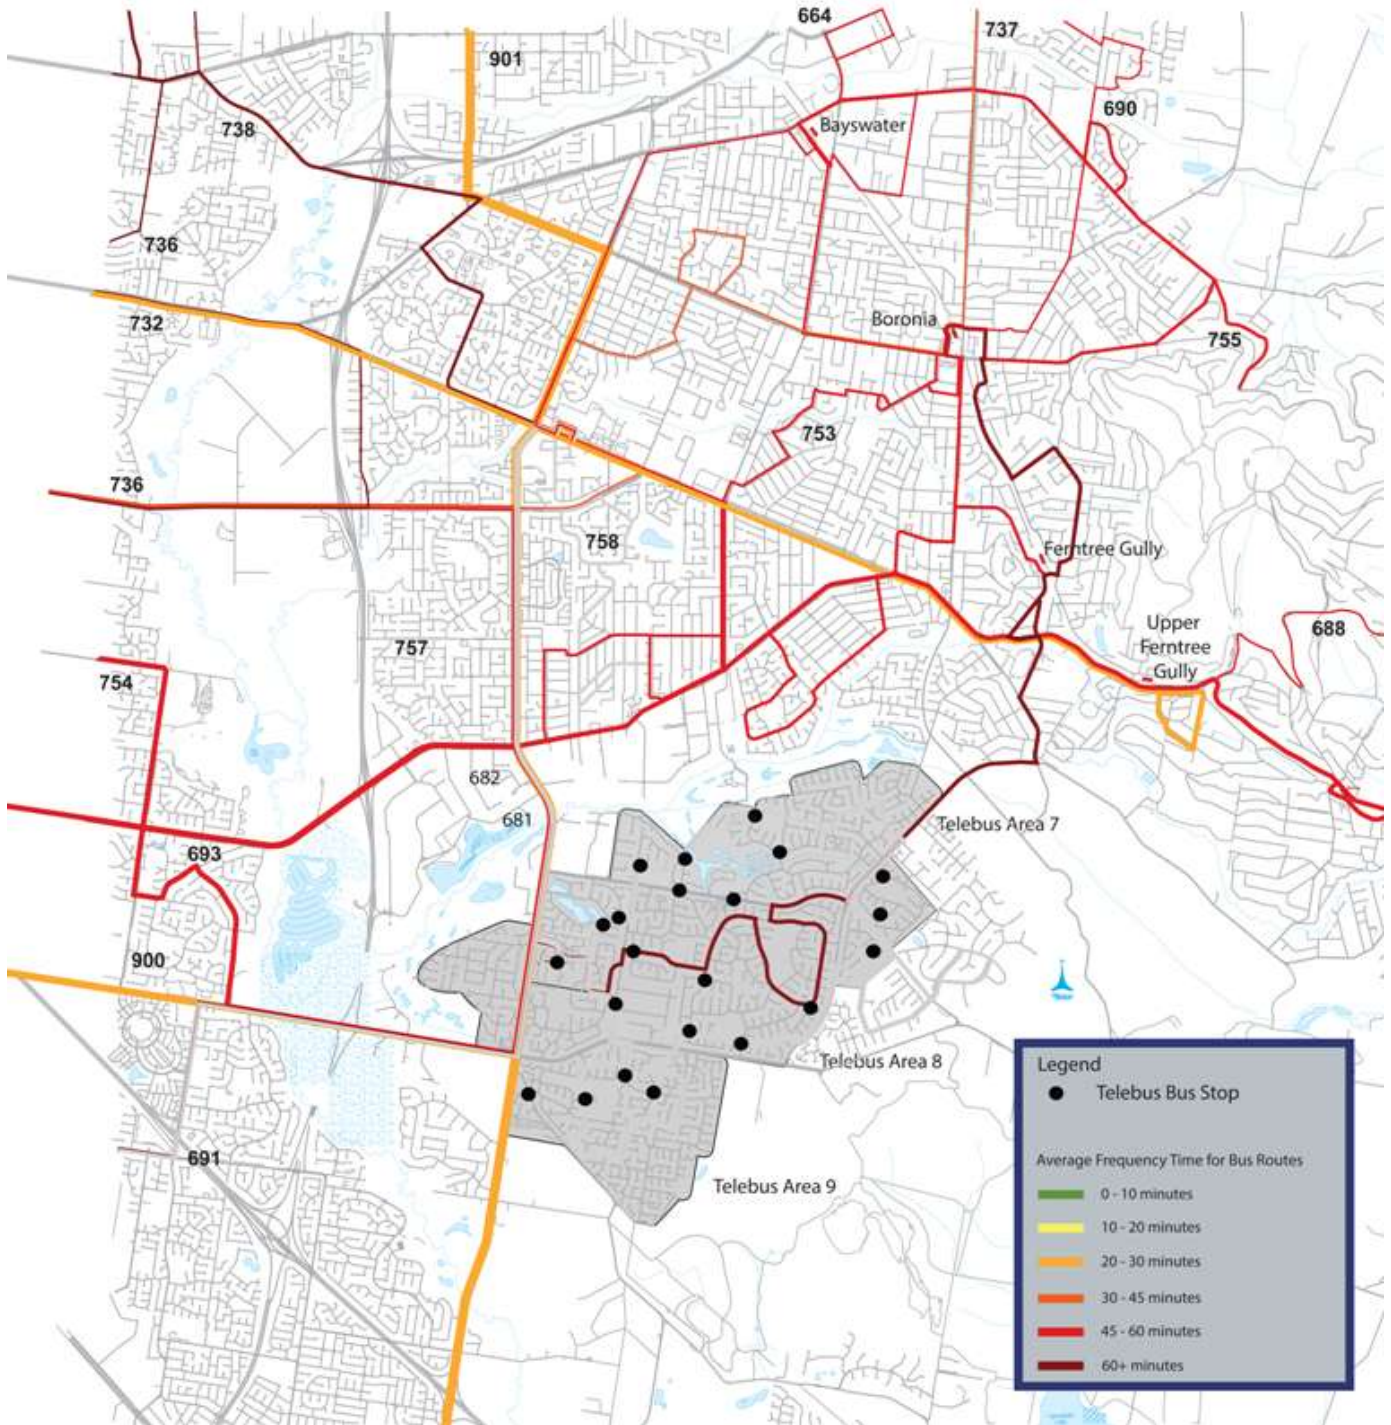 664
737
901
690
738
Bayswater
736
732
Boronia
755
753
736
758
Ferntree Gully
Upper
Ferntree
Gully
688
757
754
682
681
Telebus Area 7
693
900
Telebus Area 8
691
Telebus Area 9
Legend
Telebus Bus Stop
Average Frequency Time for Bus Routes
0 - 10 minutes
10 - 20 minutes
20 - 30 minutes
30 - 45 minutes
45 - 60 minutes
60+ minutes